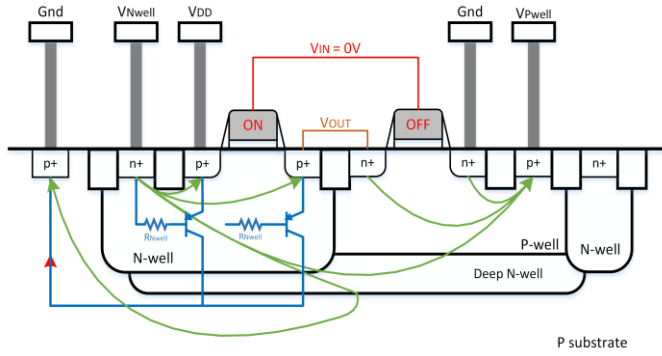 Gnd VNwell VDD Gnd VPwell
VIN = 0V
ON VOUT OFF
p+ n+ p+ p+ n+ n+ p+ n+
RNwell RNwell
N-well P-well N-well
Deep N-well
P substrate